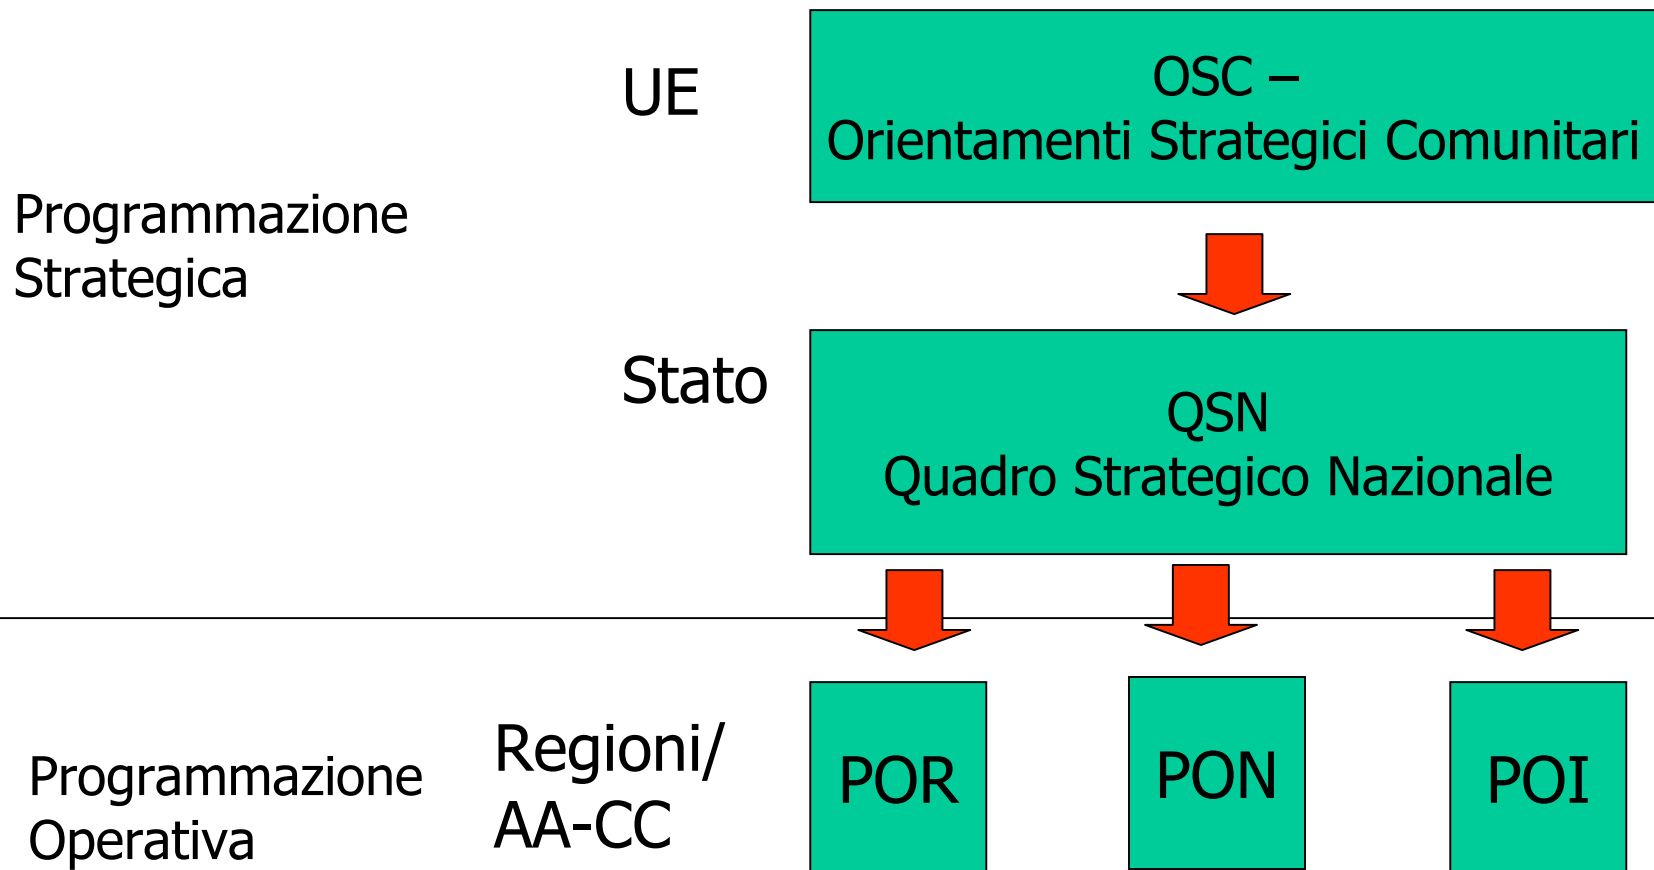 UE
OSC –
Orientamenti Strategici Comunitari
Programmazione
Strategica
Stato
QSN
Quadro Strategico Nazionale
Programmazione
Operativa
Regioni/
AA-CC
POR
PON
POI